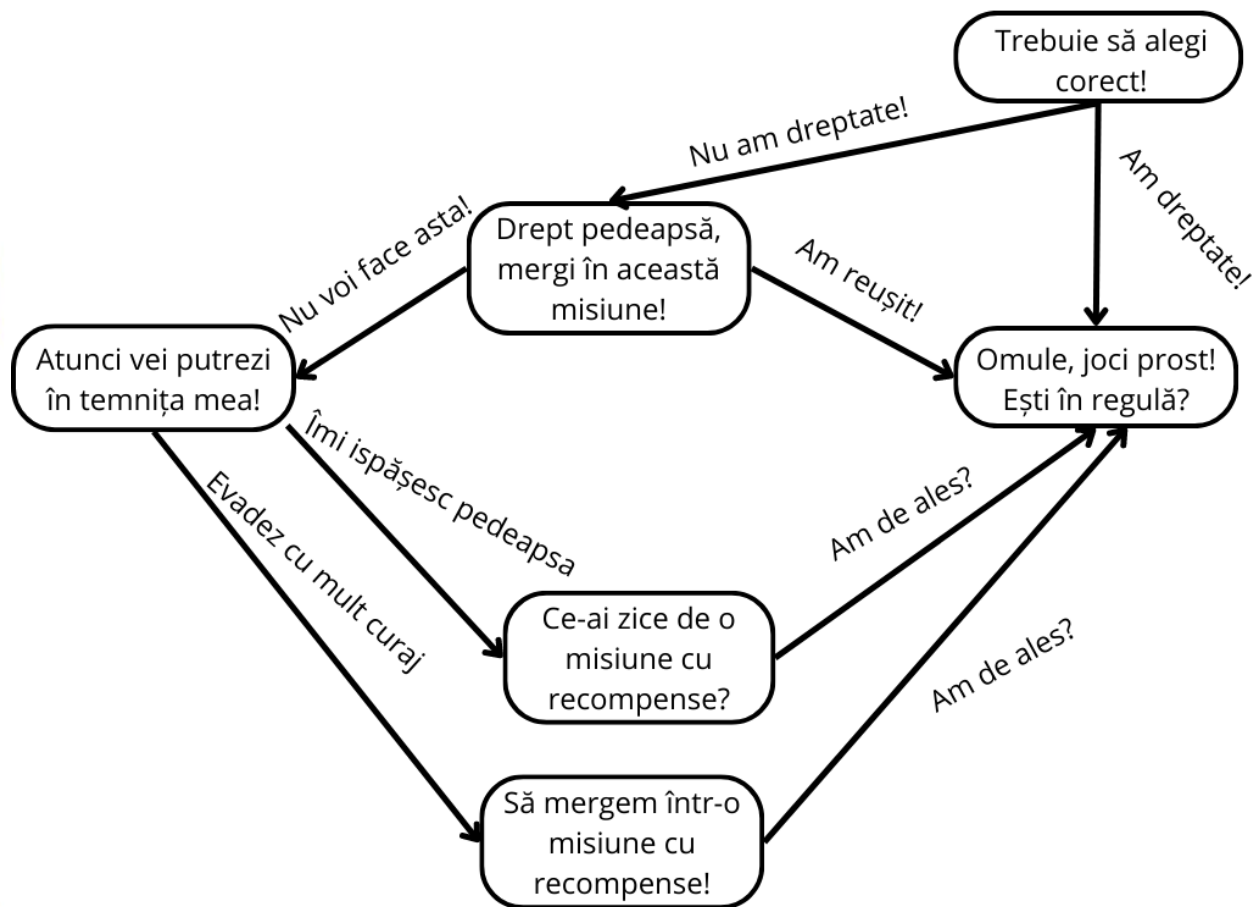 Trebuie să alegi
corect!
Nu am dreptate!
Am dreptate!
Drept pedeapsă,
mergi în această
misiune!
Nu voi face asta!
Am reușit!
Atunci vei putrezi
în temnița mea!
Omule, joci prost!
Ești în regulă?
Îmi ispășesc pedeapsa
Evadez cu mult curaj
Am de ales?
Ce-ai zice de o
misiune cu
recompense?
Am de ales?
Să mergem într-o
misiune cu
recompense!